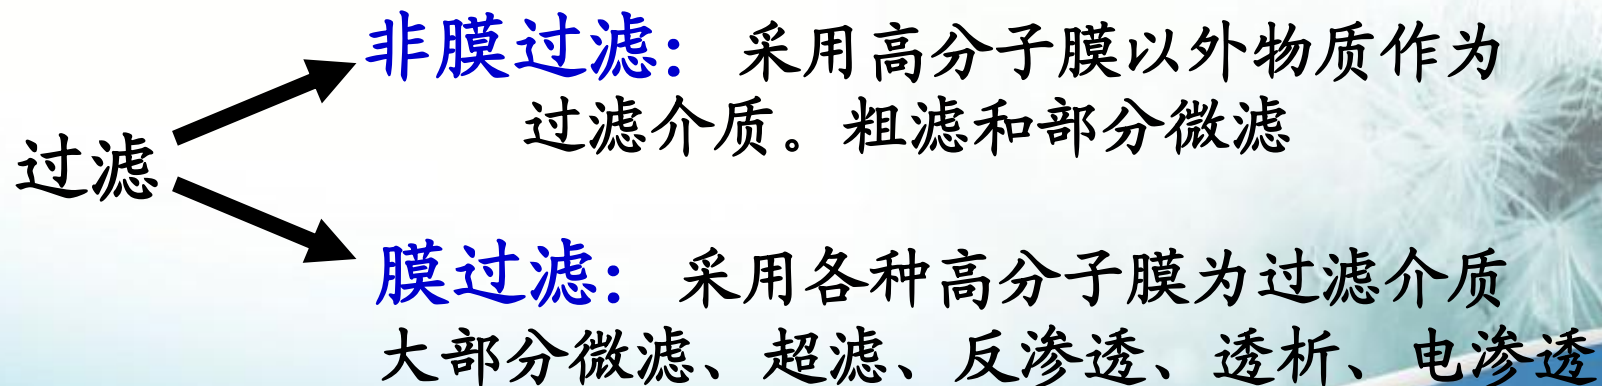 非膜过滤：采用高分子膜以外物质作为
过滤介质。粗滤和部分微滤
过滤
膜过滤：采用各种高分子膜为过滤介质
大部分微滤、超滤、反渗透、透析、电渗透